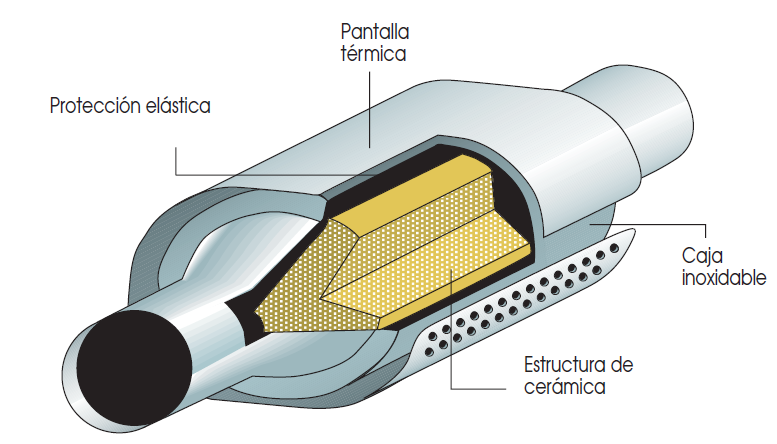 Pantalla
térmica
Protección elástica
Caja
inoxidable
Estructura de
cerámica